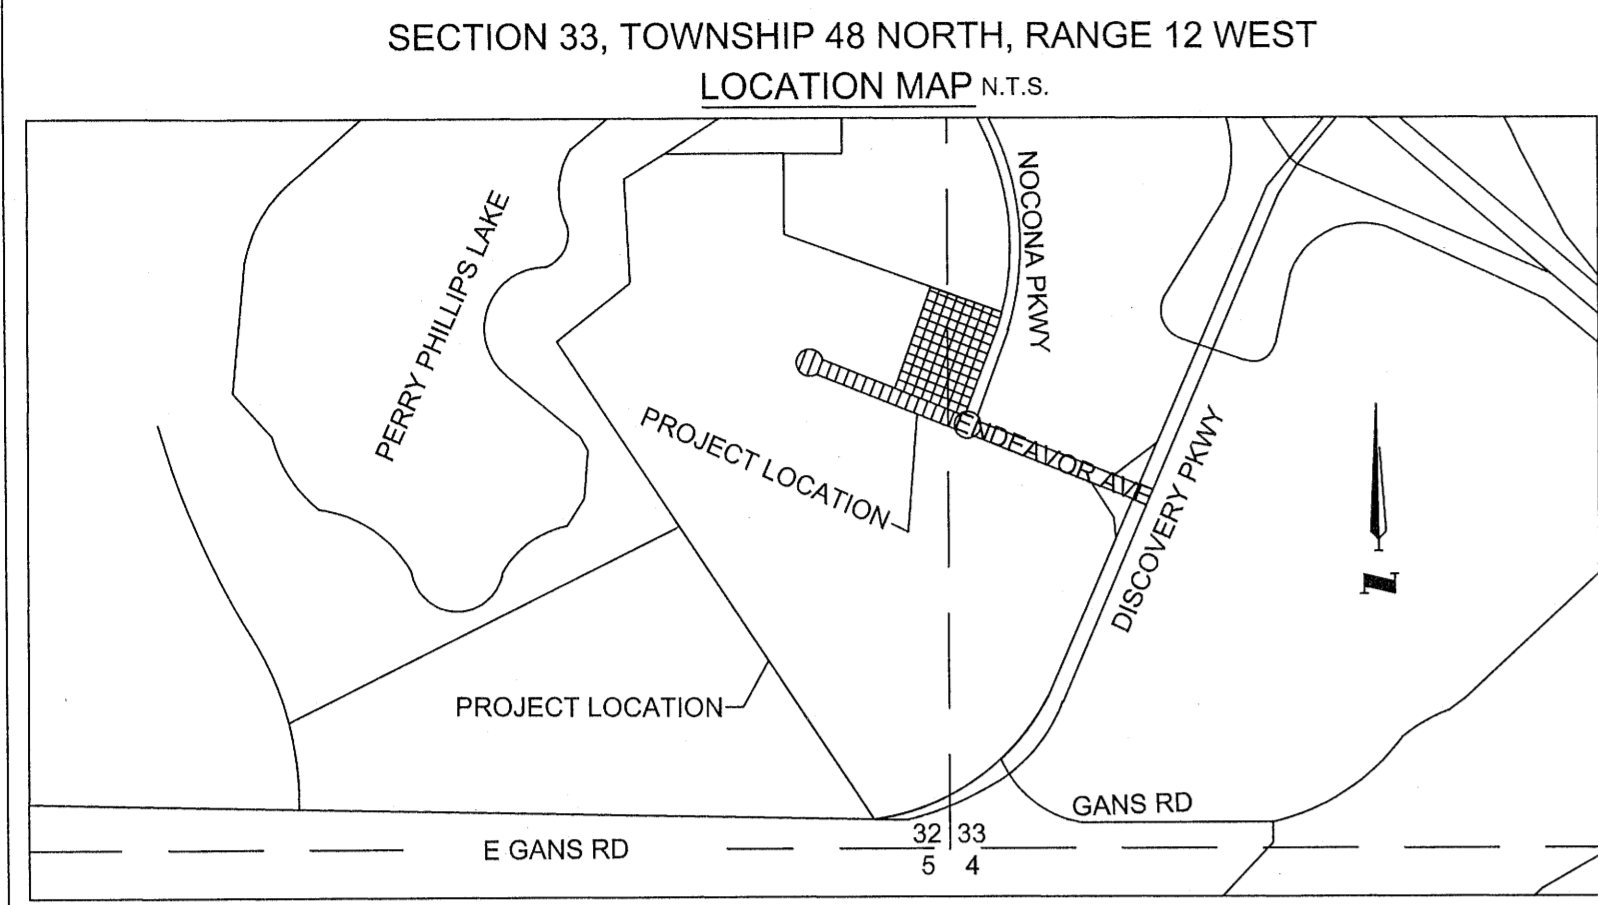 SECTION 33, TOWNSHIP 48 NORTH, RANGE 12 WEST
LOCATION MAP N.T.S.
NOCONA PKWY
PERRY PHILLIPS LAKE
PROJECT LOCATION
ENDEAVOR AVE
DISCOVERY PKWY
PROJECT LOCATION
GANS RD
E GANS RD
32 33
5 4